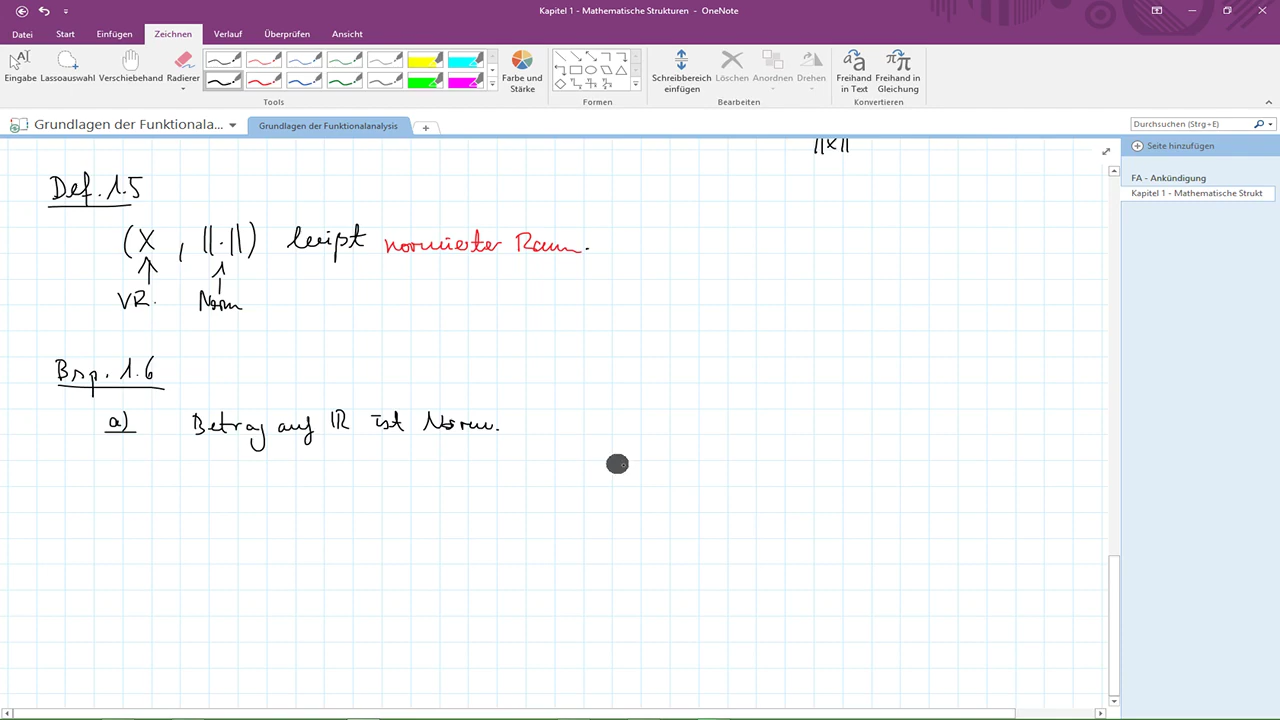 Kapitel 1 - Mathematische Strukturen - OneNote
Datei Start Einfügen Zeichnen Verlauf Überprüfen Ansicht
Eingabe Lassoauswahl Verschiebehand Radierer Farbe und Stärke Schreibbereich einfügen Löschen Anordnen Drehen Freihand in Text Freihand in Gleichung
Tools Formen Bearbeiten Konvertieren
Grundlagen der Funktionala... Grundlagen der Funktionalanalysis Durchsuchen (Strg+E)
Seite hinzufügen
FA - Ankündigung
Kapitel 1 - Mathematische Strukt
||x||
Def. 1.5
(X , ||.||) heißt normierter Raum.
VR. Norm
Bsp. 1.6
a) Betrag auf ℝ ist Norm.